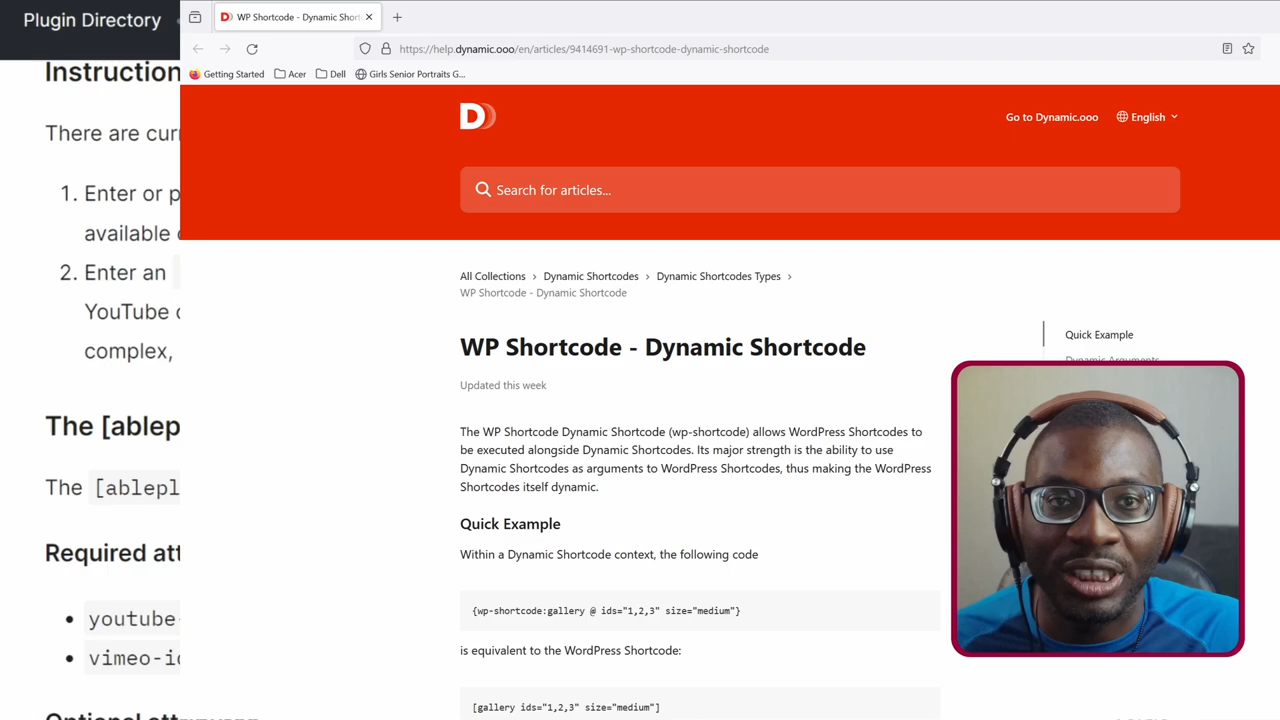 Plugin Directory
Instruction
There are curr
1. Enter or p
available
2. Enter an
YouTube
complex,
The [ablep
The [ablepl
Required att
youtube-
vimeo-id
WP Shortcode - Dynamic Short
https://help.dynamic.ooo/en/articles/9414691-wp-shortcode-dynamic-shortcode
Getting Started Acer Dell Girls Senior Portraits G...
D
Go to Dynamic.ooo English
Search for articles...
All Collections > Dynamic Shortcodes > Dynamic Shortcodes Types >
WP Shortcode - Dynamic Shortcode
WP Shortcode - Dynamic Shortcode
Updated this week
Quick Example
Dynamic Arguments
The WP Shortcode Dynamic Shortcode (wp-shortcode) allows WordPress Shortcodes to
be executed alongside Dynamic Shortcodes. Its major strength is the ability to use
Dynamic Shortcodes as arguments to WordPress Shortcodes, thus making the WordPress
Shortcodes itself dynamic.
Quick Example
Within a Dynamic Shortcode context, the following code
{wp-shortcode:gallery @ ids="1,2,3" size="medium"}
is equivalent to the WordPress Shortcode:
[gallery ids="1,2,3" size="medium"]